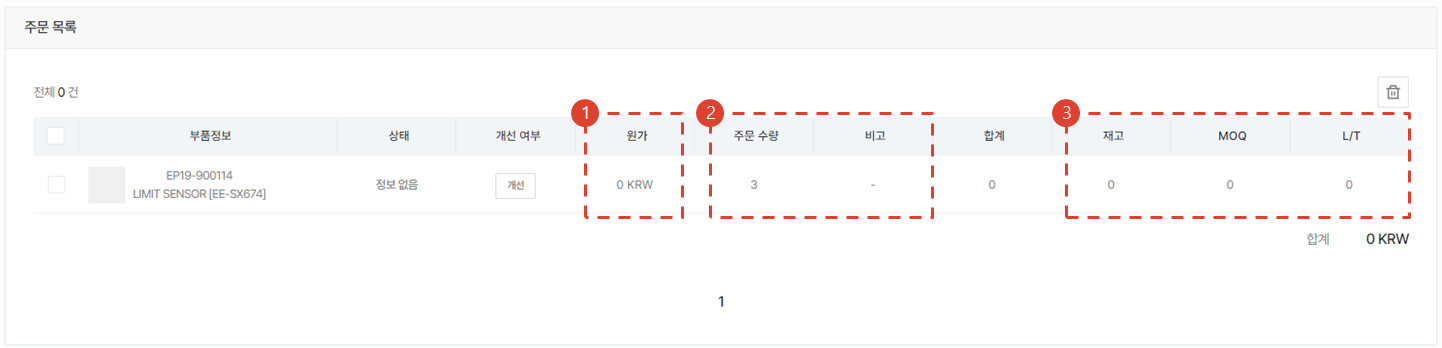 주문 목록
전체 0 건
1 2 3
부품정보 상태 개선 여부 원가 주문 수량 비고 합계 재고 MOQ L/T
EP19-900114
LIMIT SENSOR [EE-SX674] 정보 없음 개선 0 KRW 3 - 0 0 0 0
합계 0 KRW
1